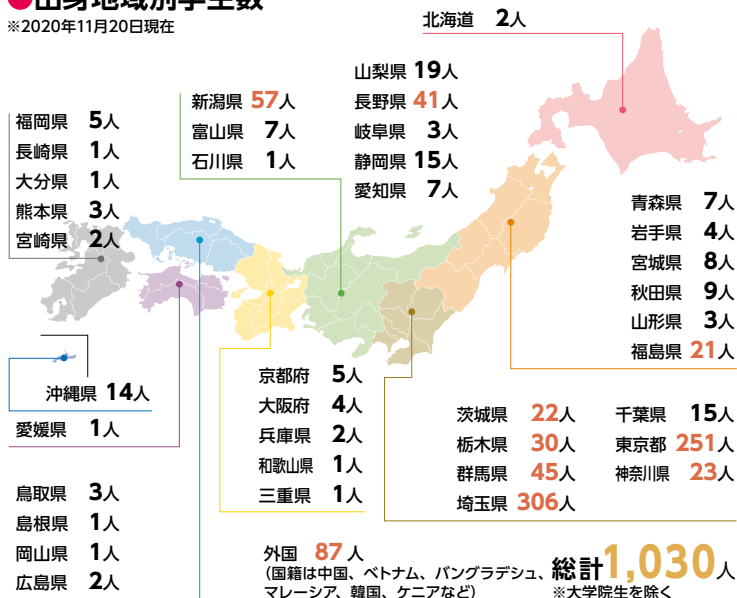 ●出身地域別学生数
※2020年11月20日現在
北海道 2人
山梨県 19人
長野県 41人
岐阜県 3人
静岡県 15人
愛知県 7人
新潟県 57人
富山県 7人
石川県 1人
福岡県 5人
長崎県 1人
大分県 1人
熊本県 3人
宮崎県 2人
青森県 7人
岩手県 4人
宮城県 8人
秋田県 9人
山形県 3人
福島県 21人
沖縄県 14人
愛媛県 1人
京都府 5人
大阪府 4人
兵庫県 2人
和歌山県 1人
三重県 1人
茨城県 22人
栃木県 30人
群馬県 45人
埼玉県 306人
千葉県 15人
東京都 251人
神奈川県 23人
鳥取県 3人
島根県 1人
岡山県 1人
広島県 2人
外国 87人
(国籍は中国、ベトナム、バングラデシュ、
マレーシア、韓国、ケニアなど)
総計1,030人
※大学院生を除く